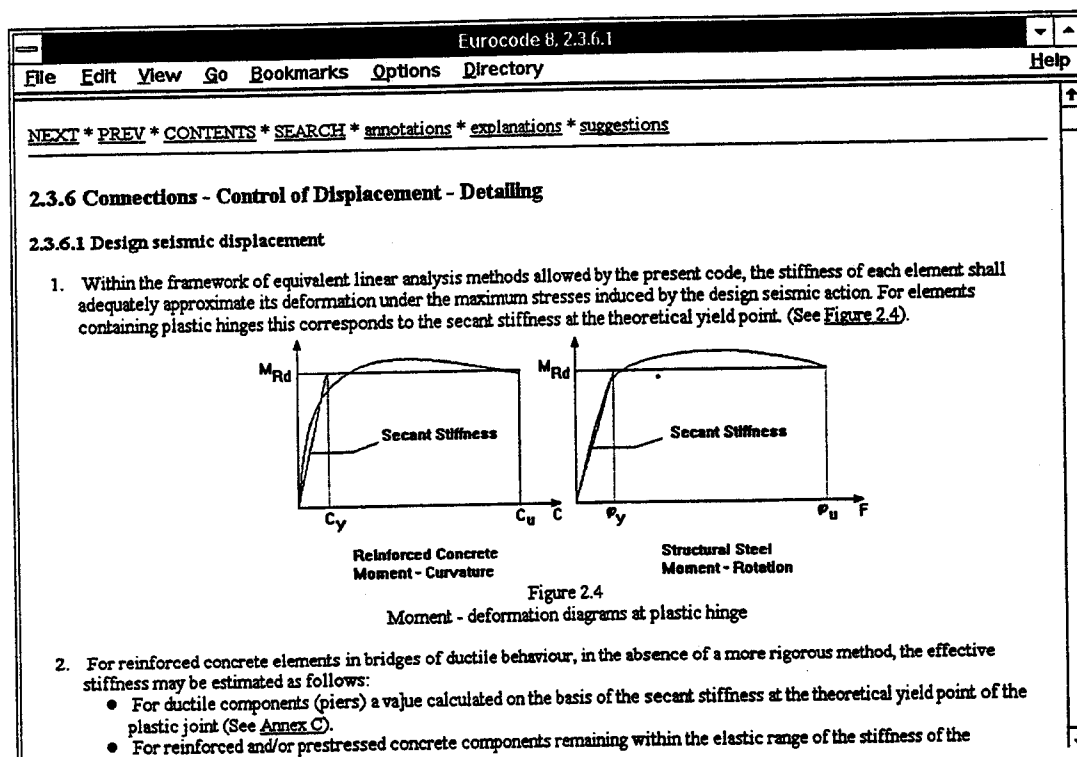 Eurocode 8, 2.3.6.1
File Edit View Go Bookmarks Options Directory Help
NEXT * PREV * CONTENTS * SEARCH * annotations * explanations * suggestions
2.3.6 Connections - Control of Displacement - Detailing
2.3.6.1 Design seismic displacement
1. Within the framework of equivalent linear analysis methods allowed by the present code, the stiffness of each element shall
adequately approximate its deformation under the maximum stresses induced by the design seismic action. For elements
containing plastic hinges this corresponds to the secant stiffness at the theoretical yield point. (See Figure 2.4).
MRd MRd
Secant Stiffness Secant Stiffness
Cy Cu C φy φu F
Reinforced Concrete
Moment - Curvature
Structural Steel
Moment - Rotation
Figure 2.4
Moment - deformation diagrams at plastic hinge
2. For reinforced concrete elements in bridges of ductile behaviour, in the absence of a more rigorous method, the effective
stiffness may be estimated as follows:
● For ductile components (piers) a value calculated on the basis of the secant stiffness at the theoretical yield point of the
plastic joint (See Annex C).
● For reinforced and/or prestressed concrete components remaining within the elastic range of the stiffness of the